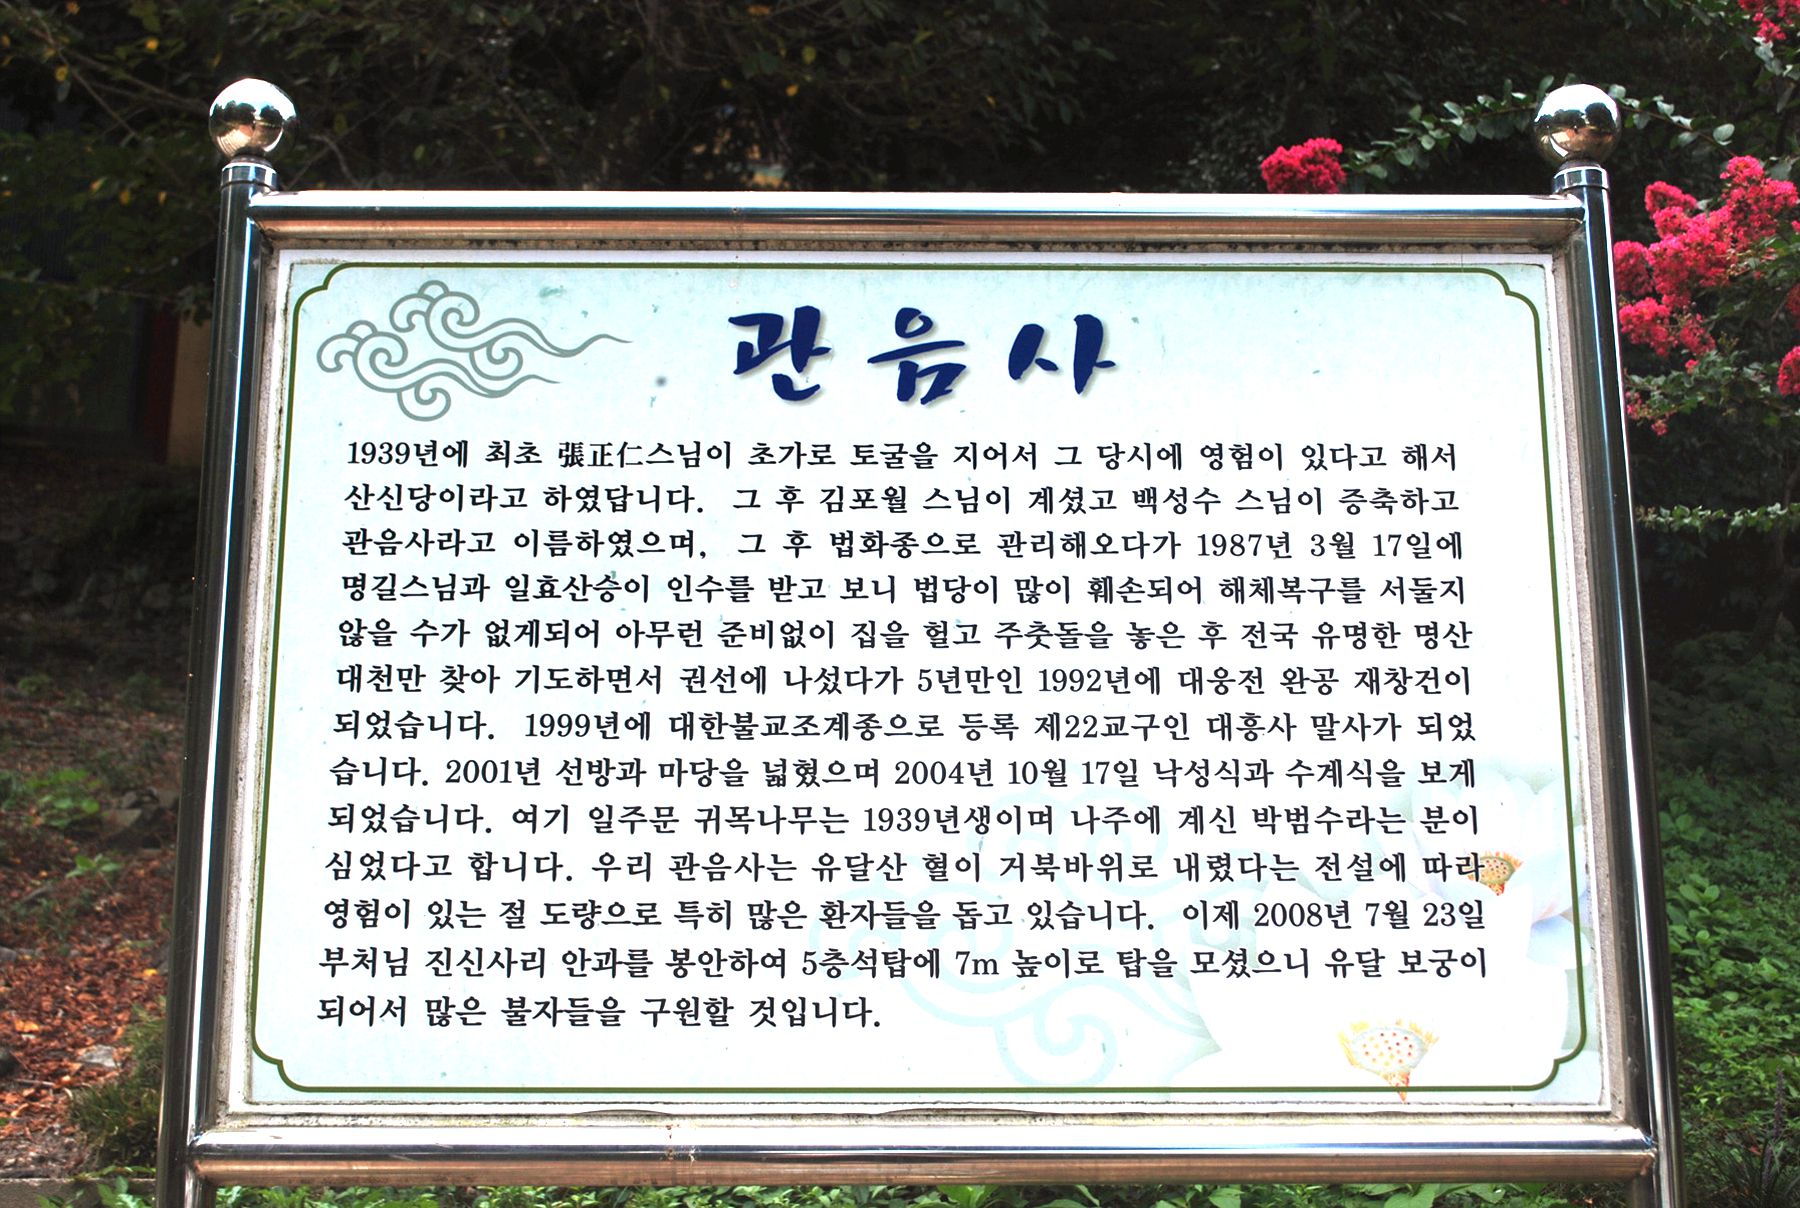 관음사
1939년에 최초 張正仁스님이 초가로 토굴을 지어서 그 당시에 영험이 있다고 해서
산신당이라고 하였답니다. 그 후 김포월 스님이 계셨고 백성수 스님이 증축하고
관음사라고 이름하였으며, 그 후 법화종으로 관리해오다가 1987년 3월 17일에
명길스님과 일효산승이 인수를 받고 보니 법당이 많이 훼손되어 해체복구를 서둘지
않을 수가 없게되어 아무런 준비없이 집을 헐고 주춧돌을 놓은 후 전국 유명한 명산
대천만 찾아 기도하면서 권선에 나섰다가 5년만인 1992년에 대웅전 완공 재창건이
되었습니다. 1999년에 대한불교조계종으로 등록 제22교구인 대흥사 말사가 되었
습니다. 2001년 선방과 마당을 넓혔으며 2004년 10월 17일 낙성식과 수계식을 보게
되었습니다. 여기 일주문 귀목나무는 1939년생이며 나주에 계신 박범수라는 분이
심었다고 합니다. 우리 관음사는 유달산 혈이 거북바위로 내렸다는 전설에 따라
영험이 있는 절 도량으로 특히 많은 환자들을 돕고 있습니다. 이제 2008년 7월 23일
부처님 진신사리 안과를 봉안하여 5층석탑에 7m 높이로 탑을 모셨으니 유달 보궁이
되어서 많은 불자들을 구원할 것입니다.